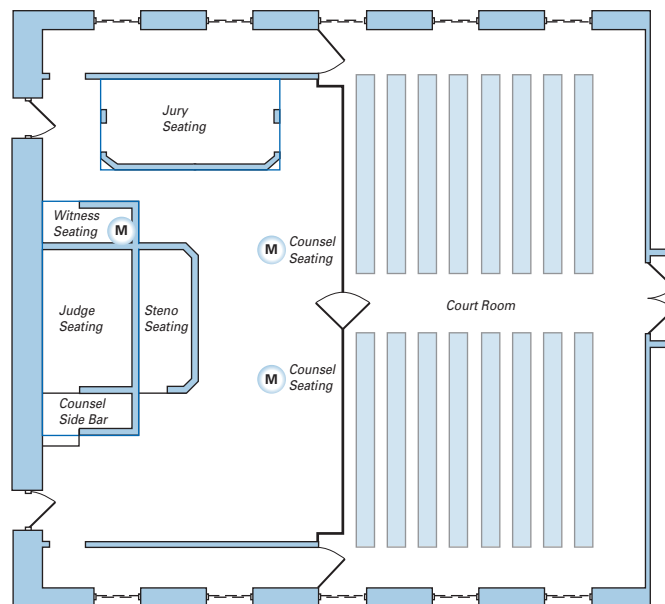 Jury
Seating
Witness
Seating
M
M
Counsel
Seating
Judge
Seating
Steno
Seating
Court Room
M
Counsel
Seating
Counsel
Side Bar